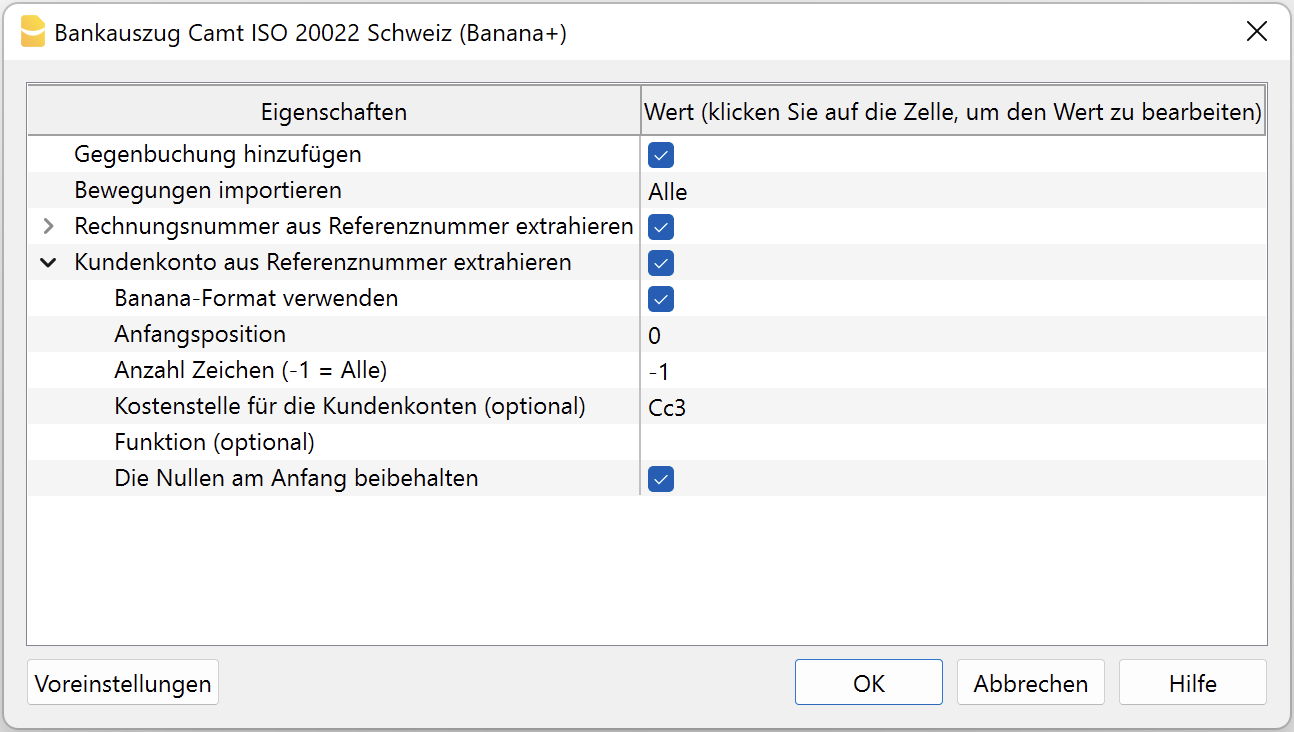 Bankauszug Camt ISO 20022 Schweiz (Banana+)
Eigenschaften Wert (klicken Sie auf die Zelle, um den Wert zu bearbeiten)
Gegenbuchung hinzufügen
Bewegungen importieren Alle
Rechnungsnummer aus Referenznummer extrahieren
Kundenkonto aus Referenznummer extrahieren
Banana-Format verwenden
Anfangsposition 0
Anzahl Zeichen (-1 = Alle) -1
Kostenstelle für die Kundenkonten (optional) Cc3
Funktion (optional)
Die Nullen am Anfang beibehalten
Voreinstellungen OK Abbrechen Hilfe